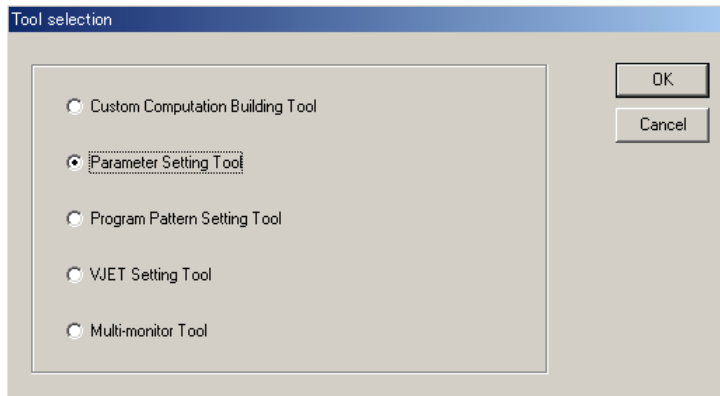 Tool selection
Custom Computation Building Tool
Parameter Setting Tool
Program Pattern Setting Tool
VJET Setting Tool
Multi-monitor Tool
OK
Cancel